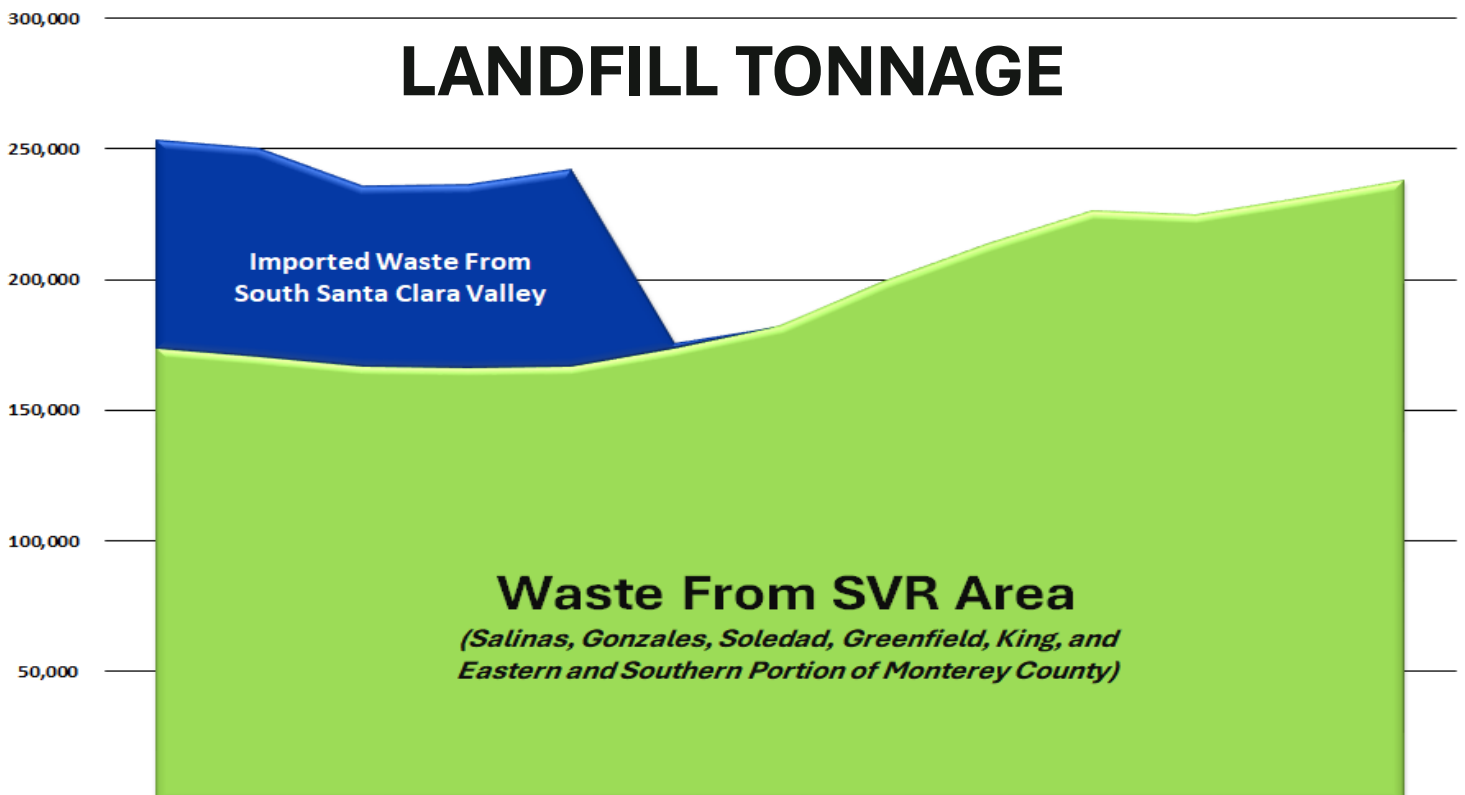 300,000
LANDFILL TONNAGE
250,000
Imported Waste From
South Santa Clara Valley
200,000
150,000
100,000
Waste From SVR Area
(Salinas, Gonzales, Soledad, Greenfield, King, and
Eastern and Southern Portion of Monterey County)
50,000